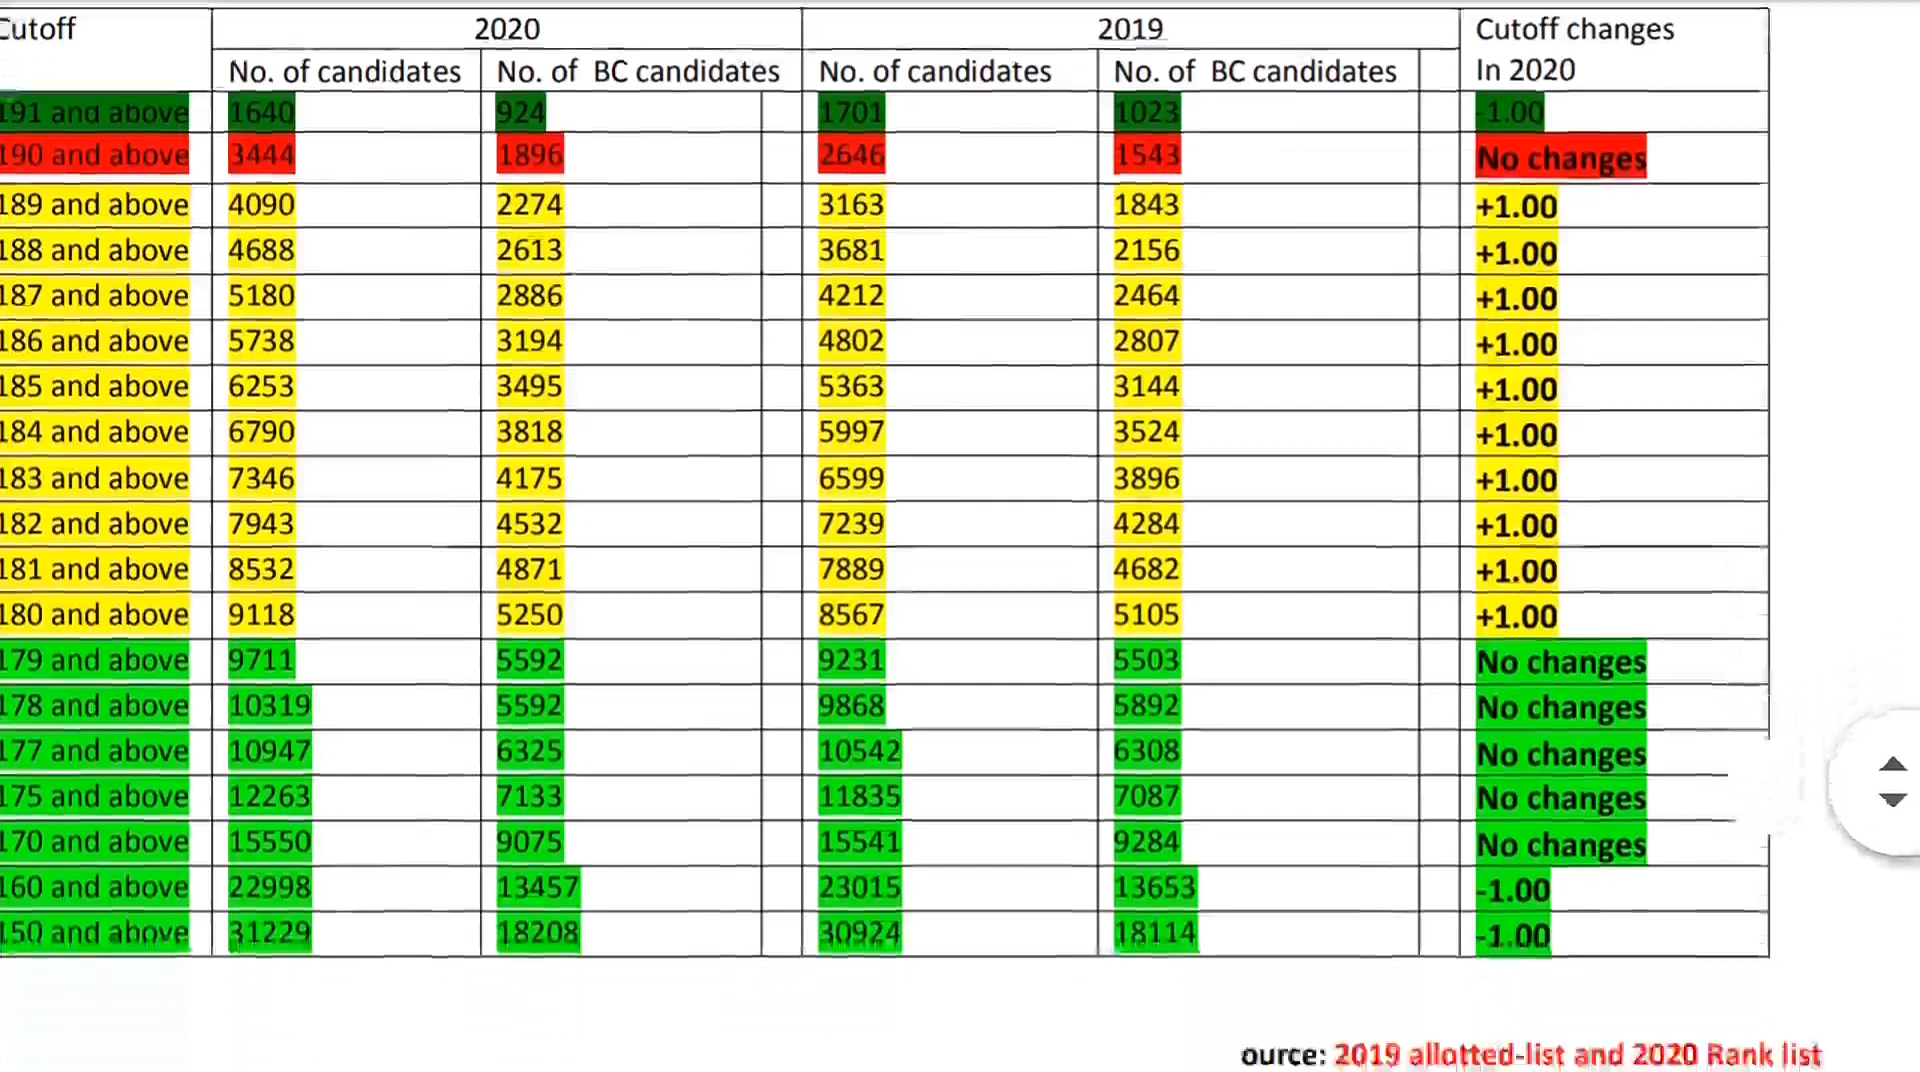 Cutoff 2020 2019 Cutoff changes
No. of candidates No. of BC candidates No. of candidates No. of BC candidates In 2020
191 and above 1640 924 1701 1023 -1.00
190 and above 3444 1896 2646 1543 No changes
189 and above 4090 2274 3163 1843 +1.00
188 and above 4688 2613 3681 2156 +1.00
187 and above 5180 2886 4212 2464 +1.00
186 and above 5738 3194 4802 2807 +1.00
185 and above 6253 3495 5363 3144 +1.00
184 and above 6790 3818 5997 3524 +1.00
183 and above 7346 4175 6599 3896 +1.00
182 and above 7943 4532 7239 4284 +1.00
181 and above 8532 4871 7889 4682 +1.00
180 and above 9118 5250 8567 5105 +1.00
179 and above 9711 5592 9231 5503 No changes
178 and above 10319 5592 9868 5892 No changes
177 and above 10947 6325 10542 6308 No changes
175 and above 12263 7133 11835 7087 No changes
170 and above 15550 9075 15541 9284 No changes
160 and above 22998 13457 23015 13653 -1.00
150 and above 31229 18208 30924 18114 -1.00
ource: 2019 allotted-list and 2020 Rank list